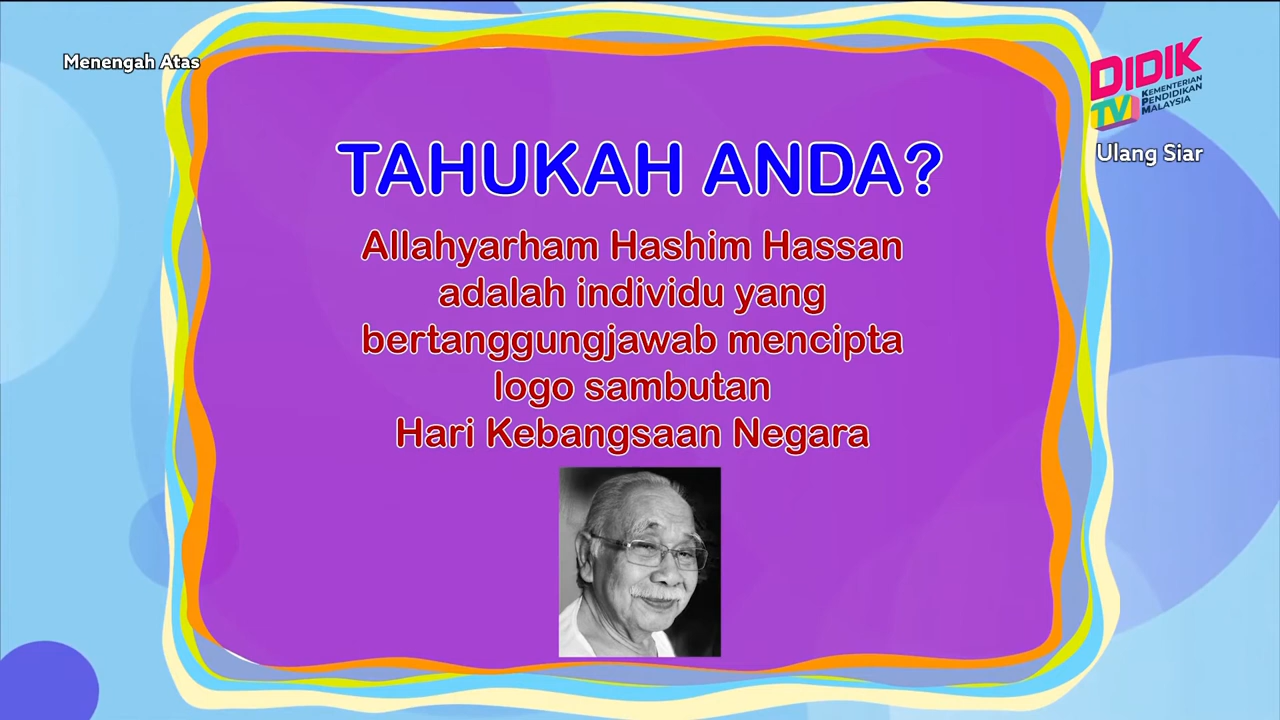 Menengah Atas
DIDIK
TV
KEMENTERIAN
PENDIDIKAN
MALAYSIA
Ulang Siar
TAHUKAH ANDA?
Allahyarham Hashim Hassan
adalah individu yang
bertanggungjawab mencipta
logo sambutan
Hari Kebangsaan Negara